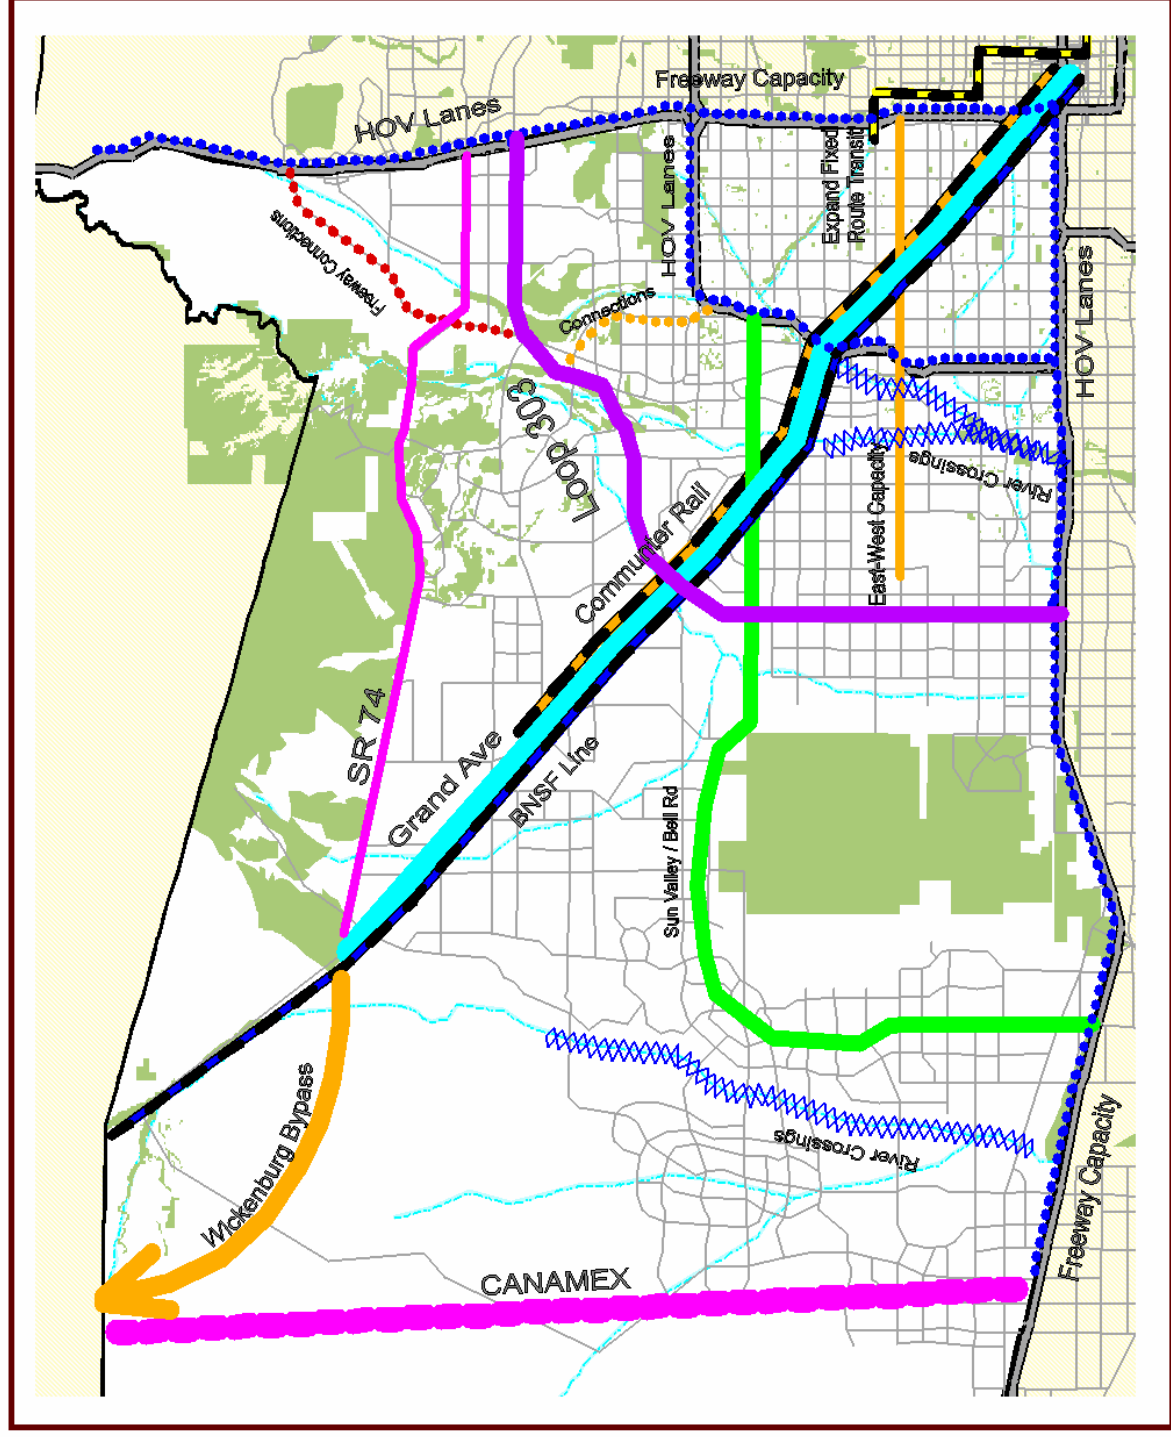 Freeway Capacity
HOV Lanes
Expand Fixed
Route Transit
HOV Lanes
Freeway Connections
Connections
HOV Lanes
Loop 303
River Crossings
East-West Capacity
Communter Rail
SR 74
Grand Ave
BNSF Line
Sun Valley / Bell Rd
Wickenburg Bypass
River Crossings
Freeway Capacity
CANAMEX